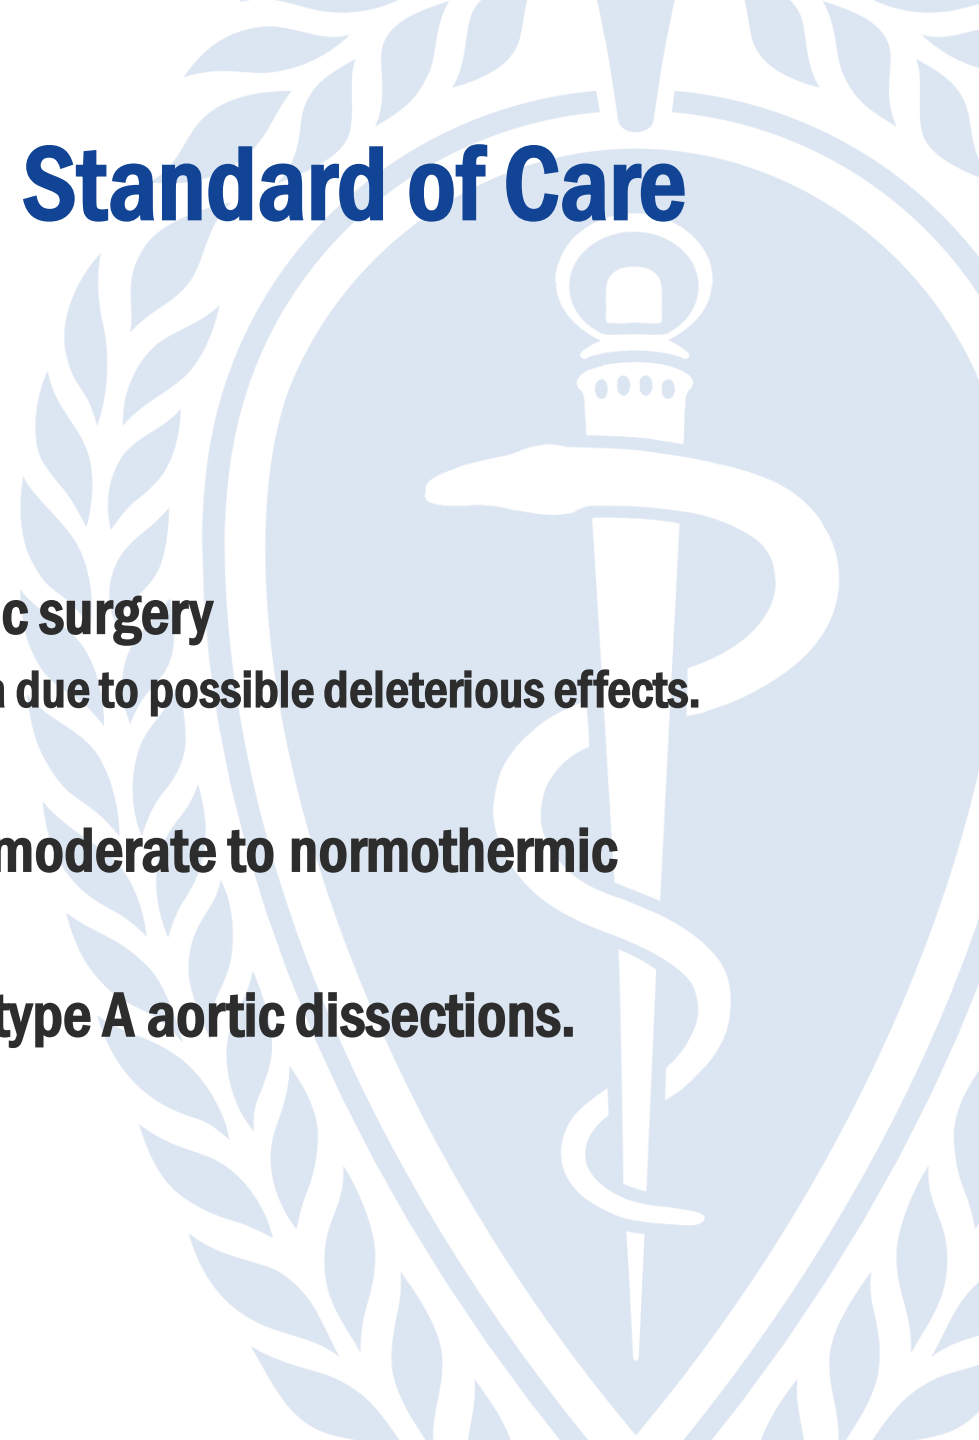 Standard of Care
c surgery
due to possible deleterious effects.
moderate to normothermic
type A aortic dissections.